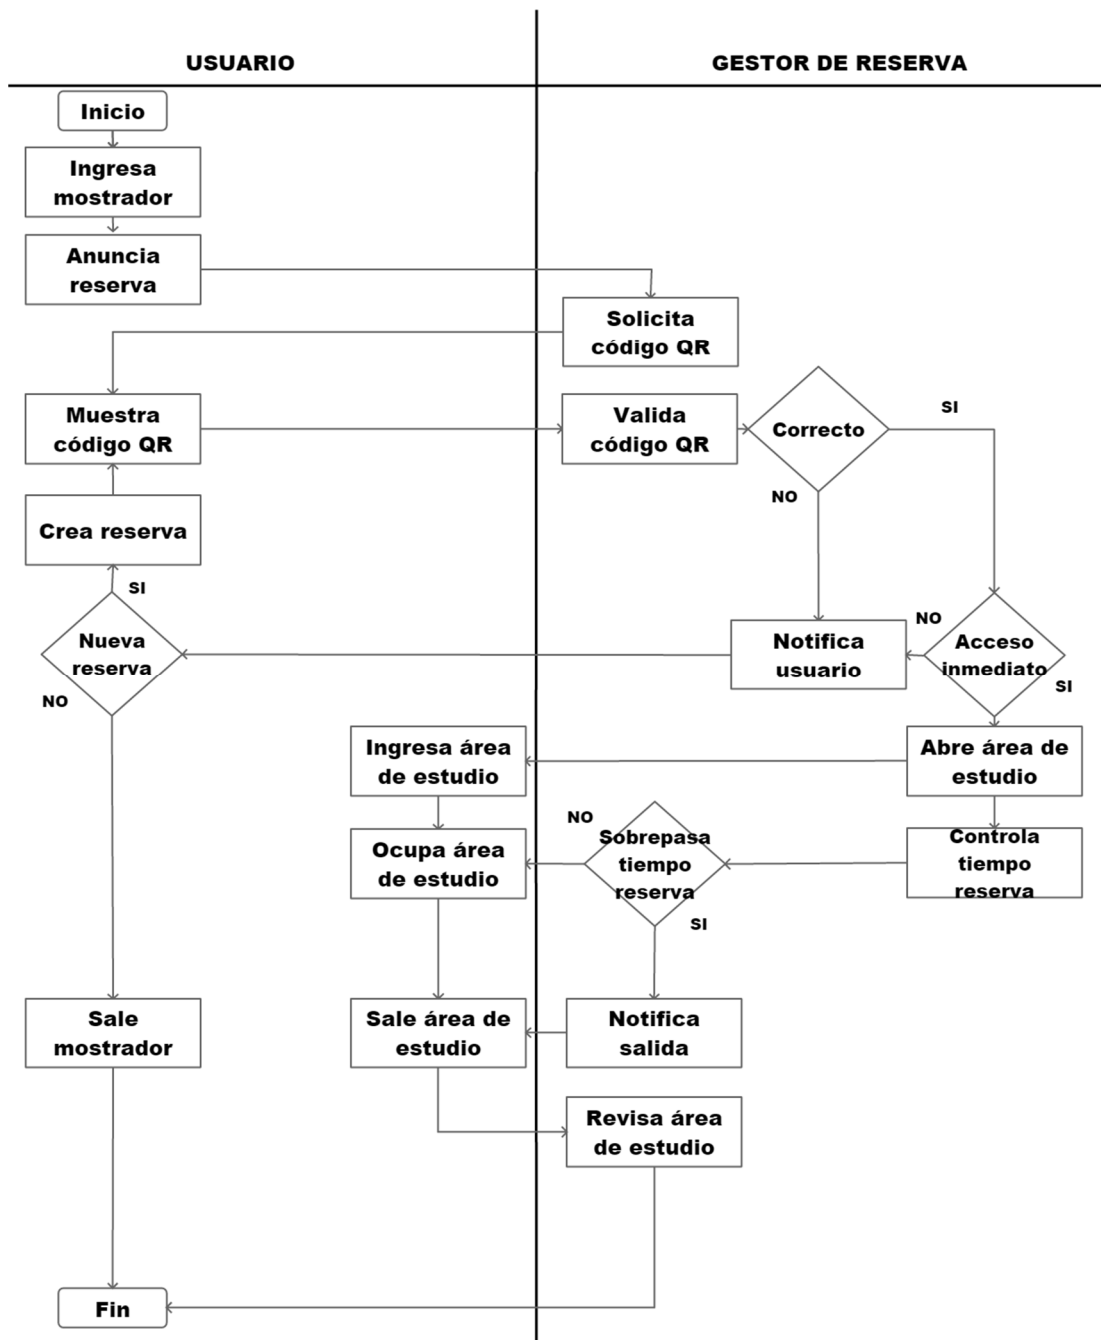 USUARIO
GESTOR DE RESERVA
Inicio
Ingresa
mostrador
Anuncia
reserva
Solicita
código QR
Muestra
código QR
Valida
código QR
Correcto
SI
NO
Crea reserva
SI
Nueva
reserva
NO
Notifica
usuario
NO
Acceso
inmediato
SI
Ingresa área
de estudio
Abre área de
estudio
Ocupa área
de estudio
NO
Sobrepasa
tiempo
reserva
SI
Controla
tiempo
reserva
Sale
mostrador
Sale área de
estudio
Notifica
salida
Revisa área
de estudio
Fin